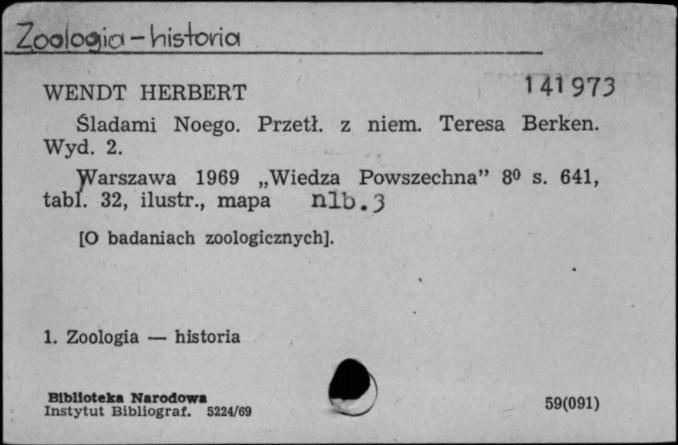 Zoologia - historia
WENDT HERBERT 141973
Śladami Noego. Przetł. z niem. Teresa Berken.
Wyd. 2.
Warszawa 1969 „Wiedza Powszechna” 8⁰ s. 641,
tabl. 32, ilustr., mapa nlb. 3
[O badaniach zoologicznych].
1. Zoologia — historia
Biblioteka Narodowa
Instytut Bibliograf. 5224/69
59(091)